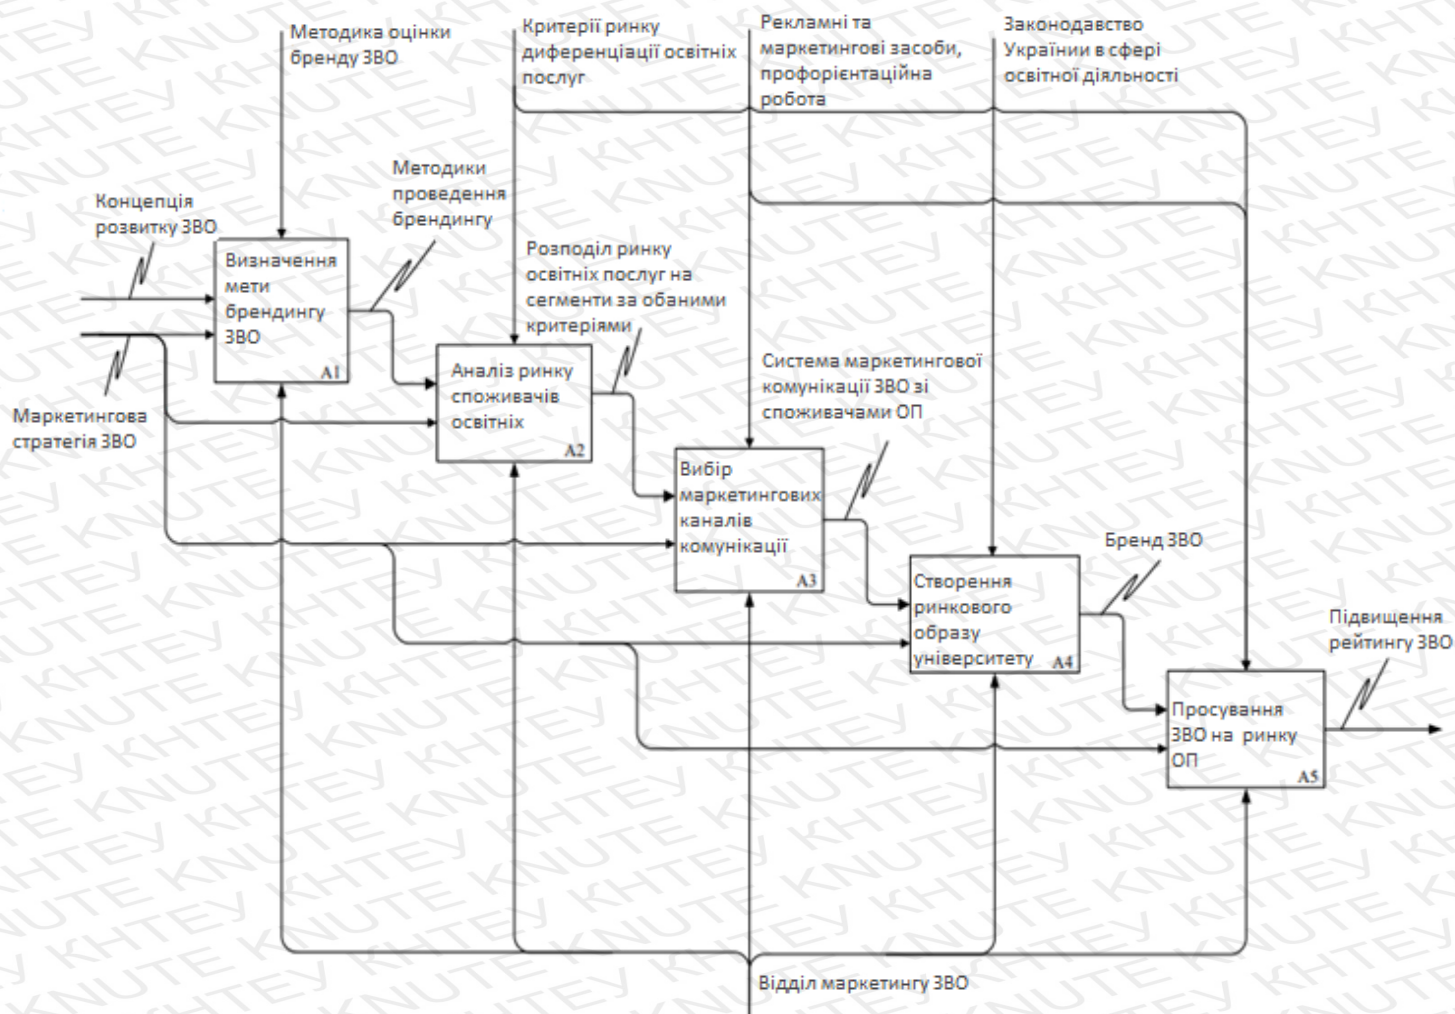 Методика оцінки
бренду ЗВО
Критерії ринку
диференціації освітніх
послуг
Рекламні та
маркетингові засоби,
профорієнтаційна
робота
Законодавство
Українии в сфері
освітної діяльності
Концепція
розвитку ЗВО
Методики
проведення
брендингу
Визначення
мети
брендингу
ЗВО
A1
Розподіл ринку
освітніх послуг на
сегменти за обаними
критеріями
Маркетингова
стратегія ЗВО
Аналіз ринку
споживачів
освітніх
A2
Система маркетингової
комунікації ЗВО зі
споживачами ОП
Вибір
маркетингових
каналів
комунікації
A3
Бренд ЗВО
Створення
ринкового
образу
університету
A4
Підвищення
рейтингу ЗВО
Просування
ЗВО на ринку
ОП
A5
Відділ маркетингу ЗВО
KNUTE KHTEV